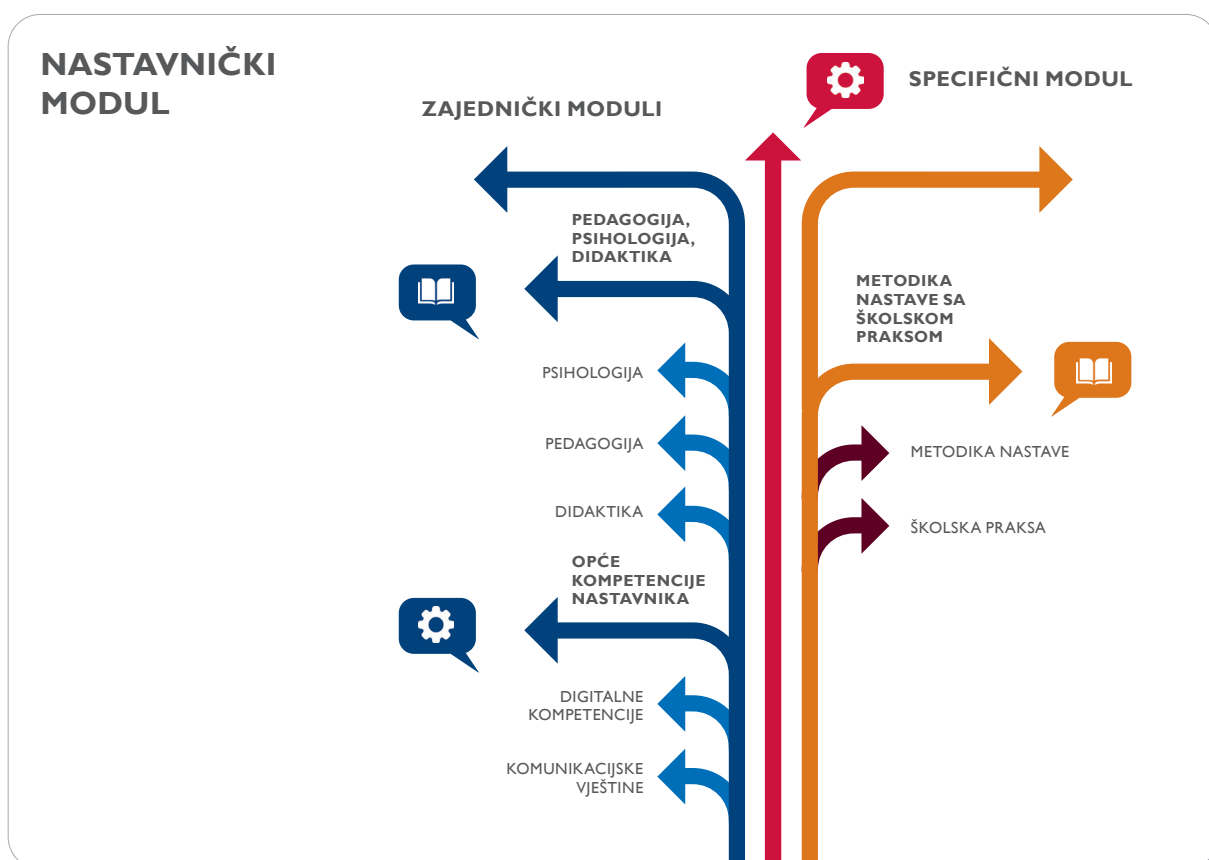 NASTAVNIČKI
MODUL
ZAJEDNIČKI MODULI
SPECIFIČNI MODUL
PEDAGOGIJA,
PSIHOLOGIJA,
DIDAKTIKA
PSIHOLOGIJA
PEDAGOGIJA
DIDAKTIKA
OPĆE
KOMPETENCIJE
NASTAVNIKA
DIGITALNE
KOMPETENCIJE
KOMUNIKACIJSKE
VJEŠTINE
METODIKA
NASTAVE SA
ŠKOLSKOM
PRAKSOM
METODIKA NASTAVE
ŠKOLSKA PRAKSA